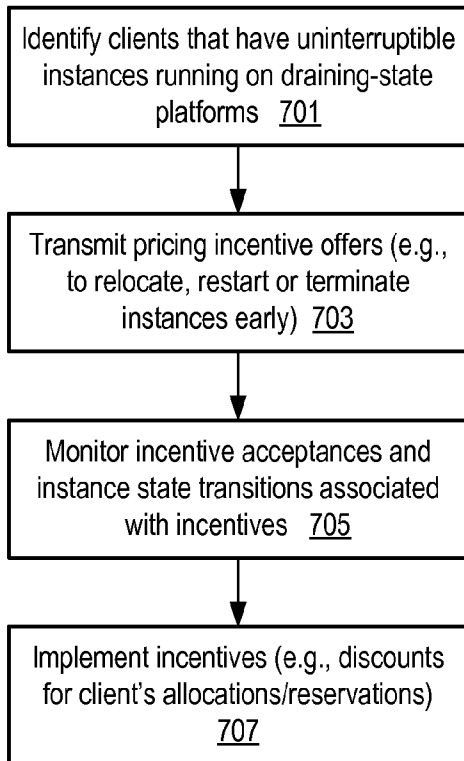 Identify clients that have uninterruptible
instances running on draining-state
platforms 701
Transmit pricing incentive offers (e.g.,
to relocate, restart or terminate
instances early) 703
Monitor incentive acceptances and
instance state transitions associated
with incentives 705
Implement incentives (e.g., discounts
for client's allocations/reservations)
707